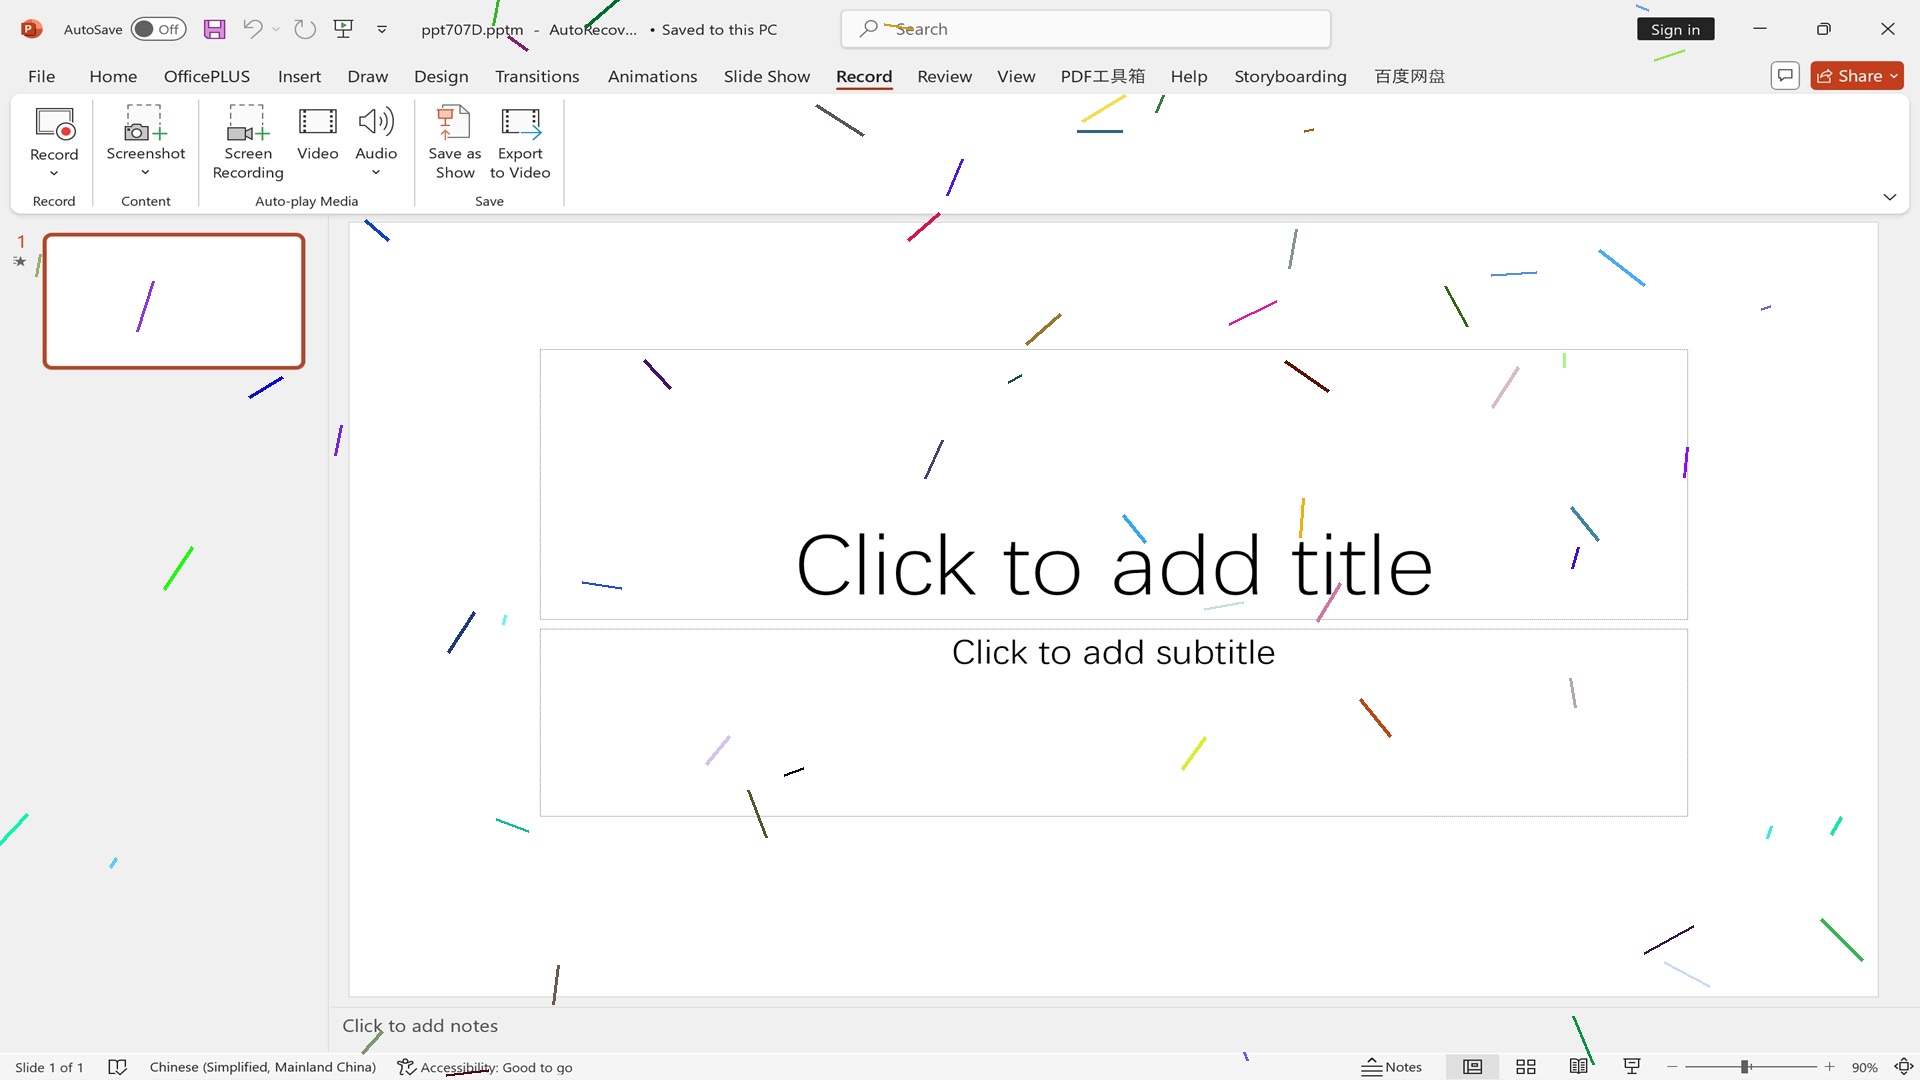 AutoSave Off ppt707D.pptm - AutoRecov... • Saved to this PC Search Sign in
File Home OfficePLUS Insert Draw Design Transitions Animations Slide Show Record Review View PDF工具箱 Help Storyboarding 百度网盘 Share
Record Screenshot Screen Recording Video Audio Save as Show Export to Video
Record Content Auto-play Media Save
1
Click to add title
Click to add subtitle
Click to add notes
Slide 1 of 1 Chinese (Simplified, Mainland China) Accessibility: Good to go Notes 90%